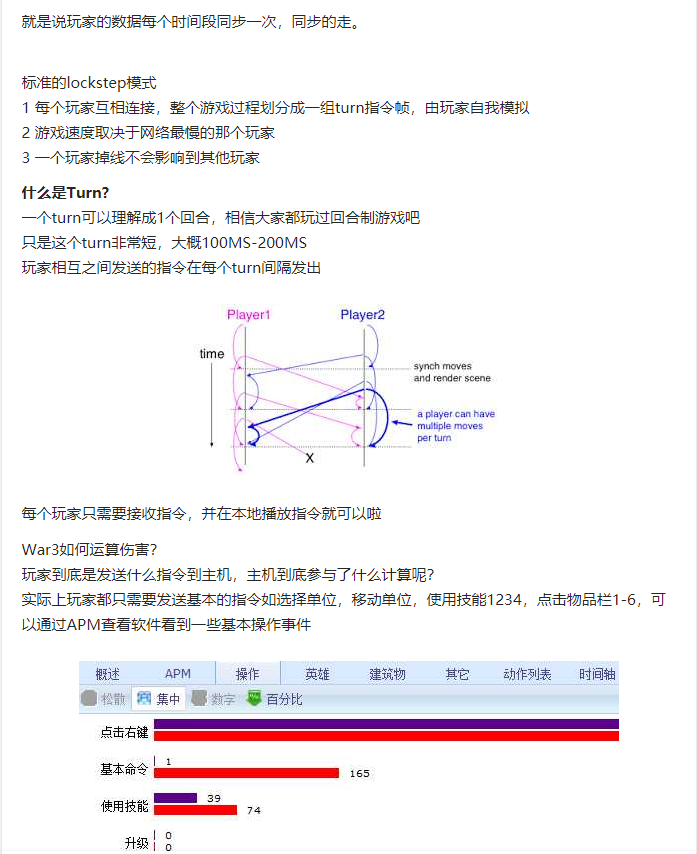 就是说玩家的数据每个时间段同步一次，同步的走。
标准的lockstep模式
1 每个玩家互相连接，整个游戏过程划分成一组turn指令帧，由玩家自我模拟
2 游戏速度取决于网络最慢的那个玩家
3 一个玩家掉线不会影响到其他玩家
什么是Turn?
一个turn可以理解成1个回合，相信大家都玩过回合制游戏吧
只是这个turn非常短，大概100MS-200MS
玩家相互之间发送的指令在每个turn间隔发出
Player1 Player2
time
synch moves
and render scene
a player can have
multiple moves
per turn
X
每个玩家只需要接收指令，并在本地播放指令就可以啦
War3如何运算伤害?
玩家到底是发送什么指令到主机，主机到底参与了什么计算呢?
实际上玩家都只需要发送基本的指令如选择单位，移动单位，使用技能1234，点击物品栏1-6，可
以通过APM查看软件看到一些基本操作事件
概述 APM 操作 英雄 建筑物 其它 动作列表 时间轴
松散 集中 数字 百分比
点击右键
基本命令 1
165
使用技能 39
74
升级 0
0